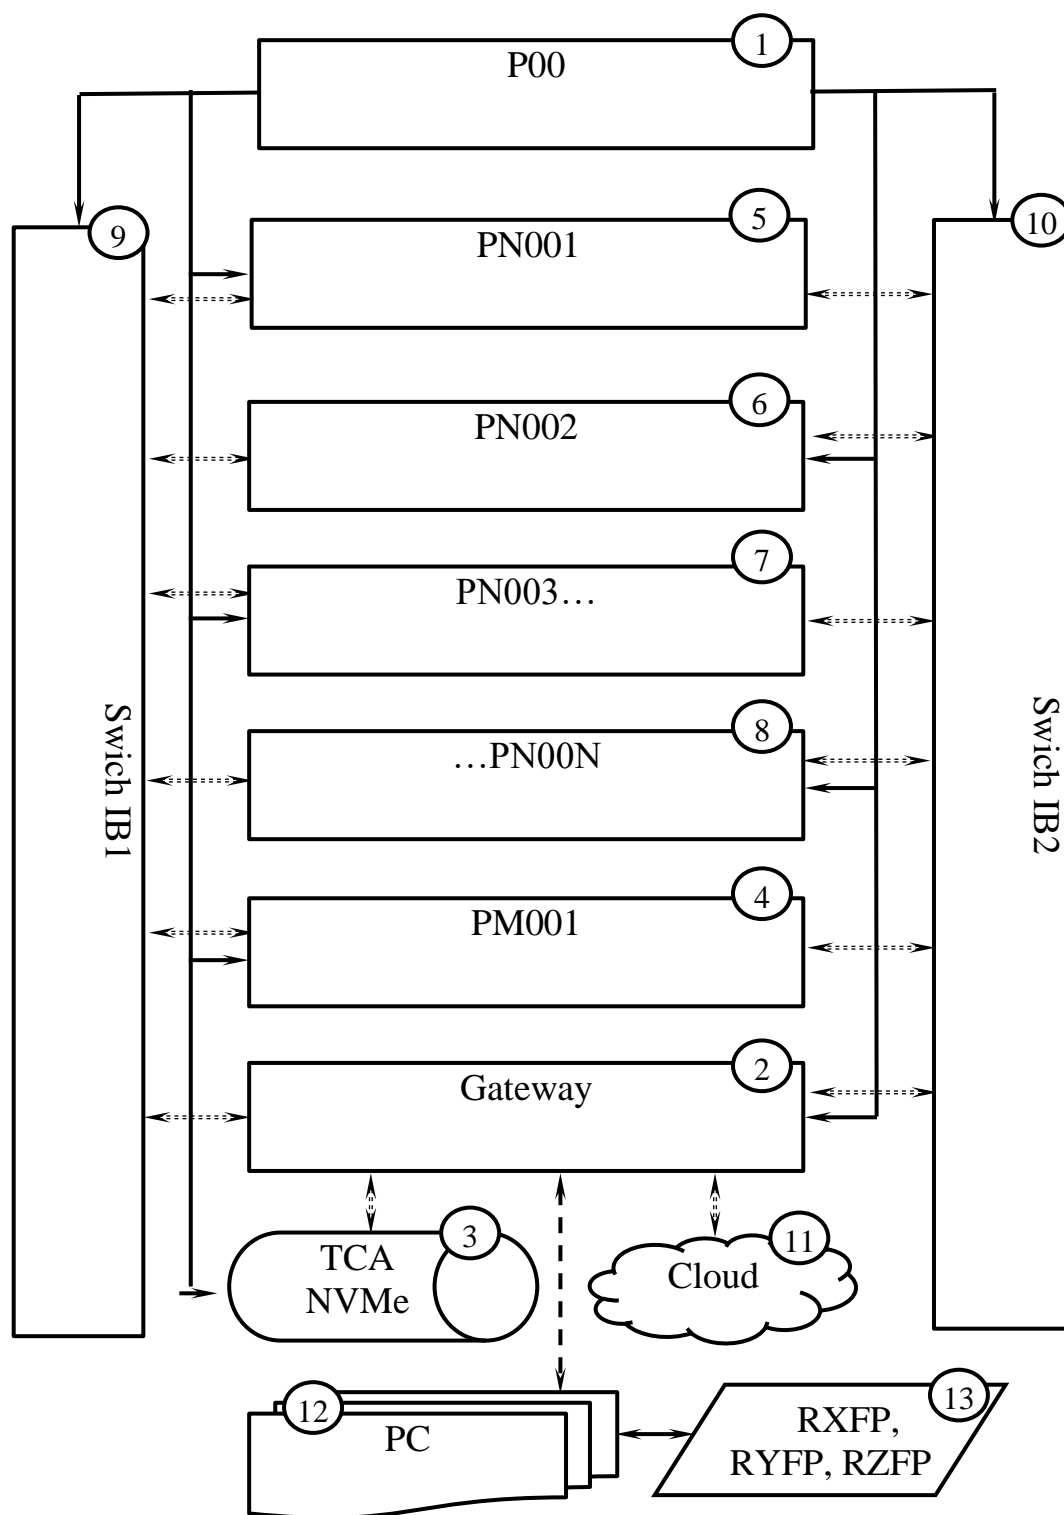 1
P00
9
5
10
PN001
6
PN002
7
PN003…
Swich IB1
Swich IB2
8
…PN00N
4
PM001
2
Gateway
3
11
TCA
NVMe
Cloud
12
13
PC
RXFP,
RYFP, RZFP